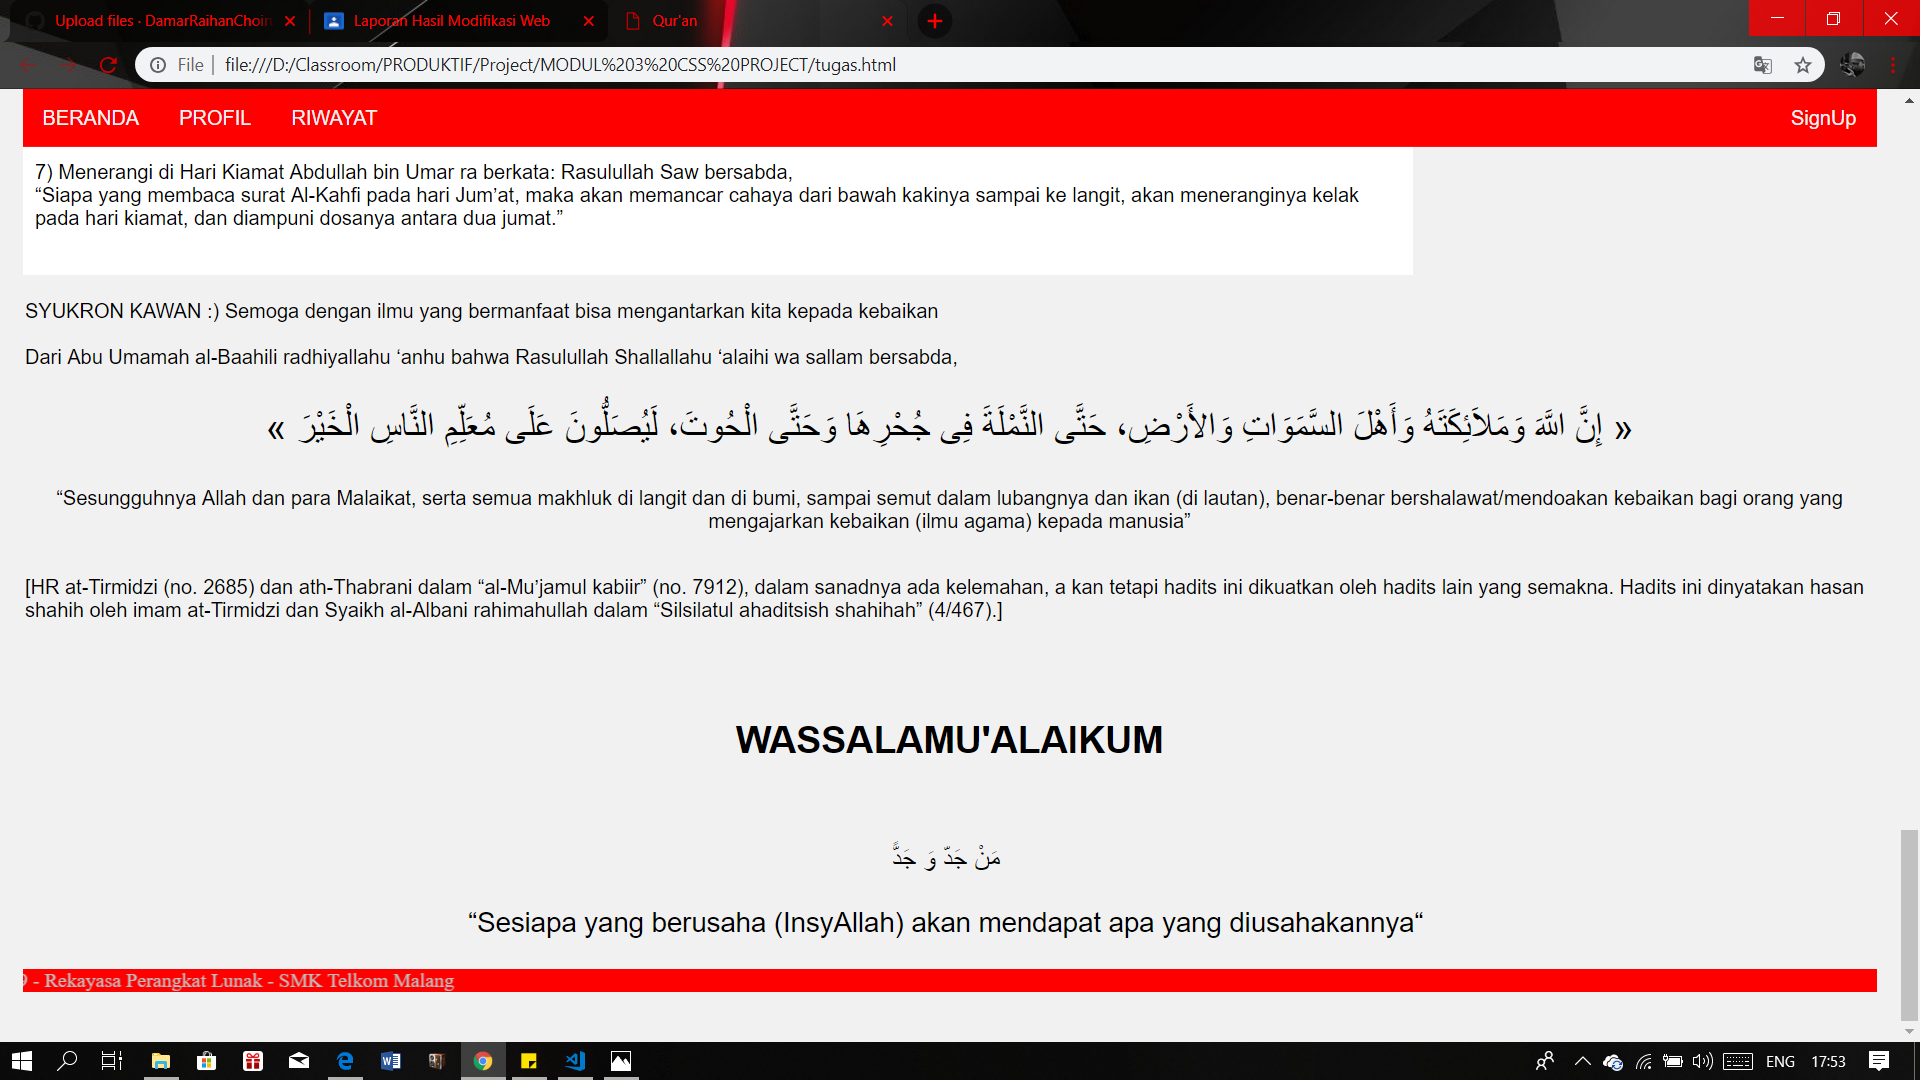 Upload files · DamarRaihanChoin
Laporan Hasil Modifikasi Web
Qur'an
File | file:///D:/Classroom/PRODUKTIF/Project/MODUL%203%20CSS%20PROJECT/tugas.html
BERANDA PROFIL RIWAYAT SignUp
7) Menerangi di Hari Kiamat Abdullah bin Umar ra berkata: Rasulullah Saw bersabda,
“Siapa yang membaca surat Al-Kahfi pada hari Jum’at, maka akan memancar cahaya dari bawah kakinya sampai ke langit, akan meneranginya kelak
pada hari kiamat, dan diampuni dosanya antara dua jumat.”
SYUKRON KAWAN :) Semoga dengan ilmu yang bermanfaat bisa mengantarkan kita kepada kebaikan
Dari Abu Umamah al-Baahili radhiyallahu ‘anhu bahwa Rasulullah Shallallahu ‘alaihi wa sallam bersabda,
« إِنَّ اللَّهَ وَمَلاَئِكَتَهُ وَأَهْلَ السَّمَوَاتِ وَالأَرْضِ، حَتَّى النَّمْلَةَ فِى جُحْرِهَا وَحَتَّى الْحُوتَ، لَيُصَلُّونَ عَلَى مُعَلِّمِ النَّاسِ الْخَيْرَ »
“Sesungguhnya Allah dan para Malaikat, serta semua makhluk di langit dan di bumi, sampai semut dalam lubangnya dan ikan (di lautan), benar-benar bershalawat/mendoakan kebaikan bagi orang yang
mengajarkan kebaikan (ilmu agama) kepada manusia”
[HR at-Tirmidzi (no. 2685) dan ath-Thabrani dalam “al-Mu’jamul kabiir” (no. 7912), dalam sanadnya ada kelemahan, a kan tetapi hadits ini dikuatkan oleh hadits lain yang semakna. Hadits ini dinyatakan hasan
shahih oleh imam at-Tirmidzi dan Syaikh al-Albani rahimahullah dalam “Silsilatul ahaditsish shahihah” (4/467).]
WASSALAMU'ALAIKUM
مَنْ جَدّ وَ جَدًّ
“Sesiapa yang berusaha (InsyAllah) akan mendapat apa yang diusahakannya“
9 - Rekayasa Perangkat Lunak - SMK Telkom Malang
ENG 17:53